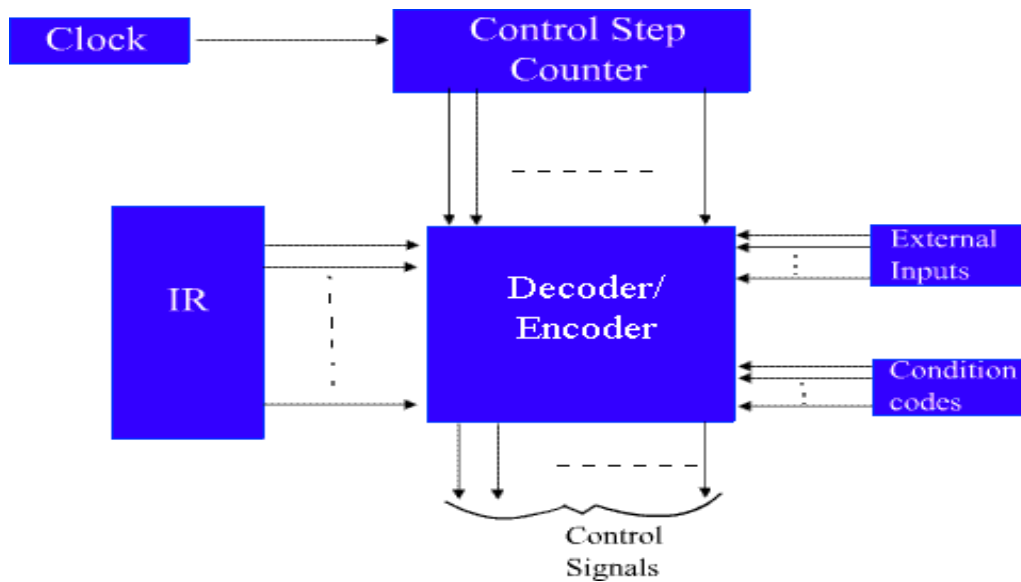 Clock
Control Step
Counter
IR
Decoder/
Encoder
External
Inputs
Condition
codes
Control
Signals